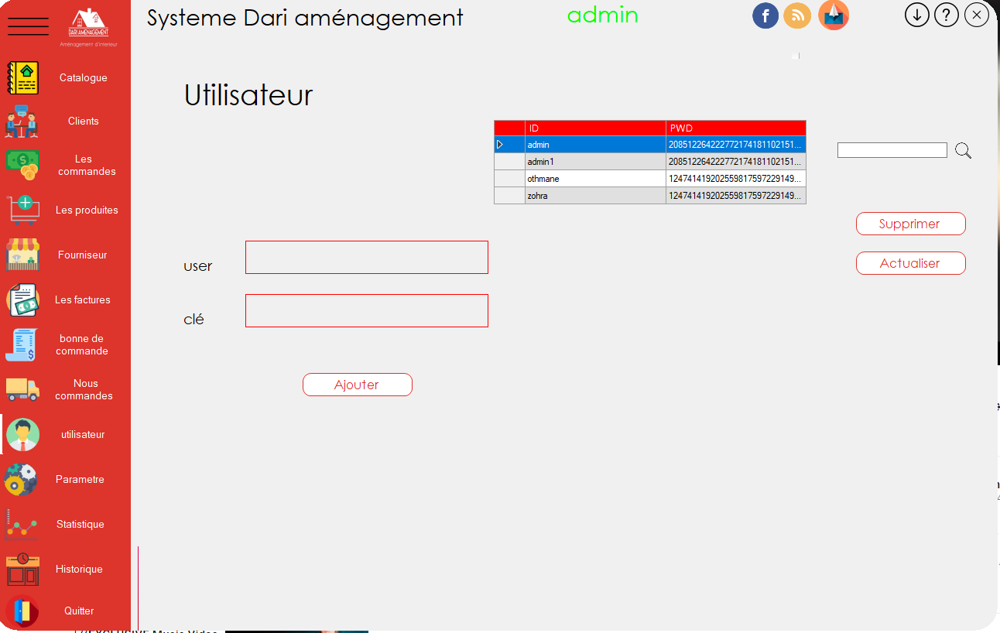 Systeme Dari aménagement
admin
DARI AMENAGEMENT
Aménagement d'interieur
Catalogue
Clients
Les
commandes
Les produites
Fourniseur
Les factures
bonne de
commande
Nous
commandes
utilisateur
Parametre
Statistique
Historique
Quitter
Utilisateur
ID PWD
admin 208512264222772174181102151...
admin1 208512264222772174181102151...
othmane 124741419202559817597229149...
zohra 124741419202559817597229149...
Supprimer
Actualiser
user
clé
Ajouter